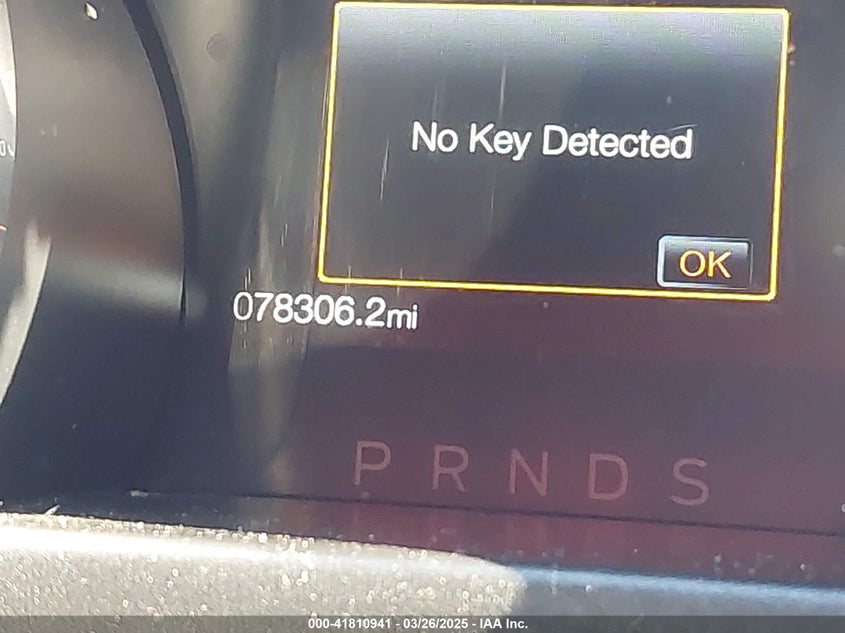 No Key Detected
OK
078306.2mi
P R N D S
000-41810941 - 03/26/2025 - IAA Inc.